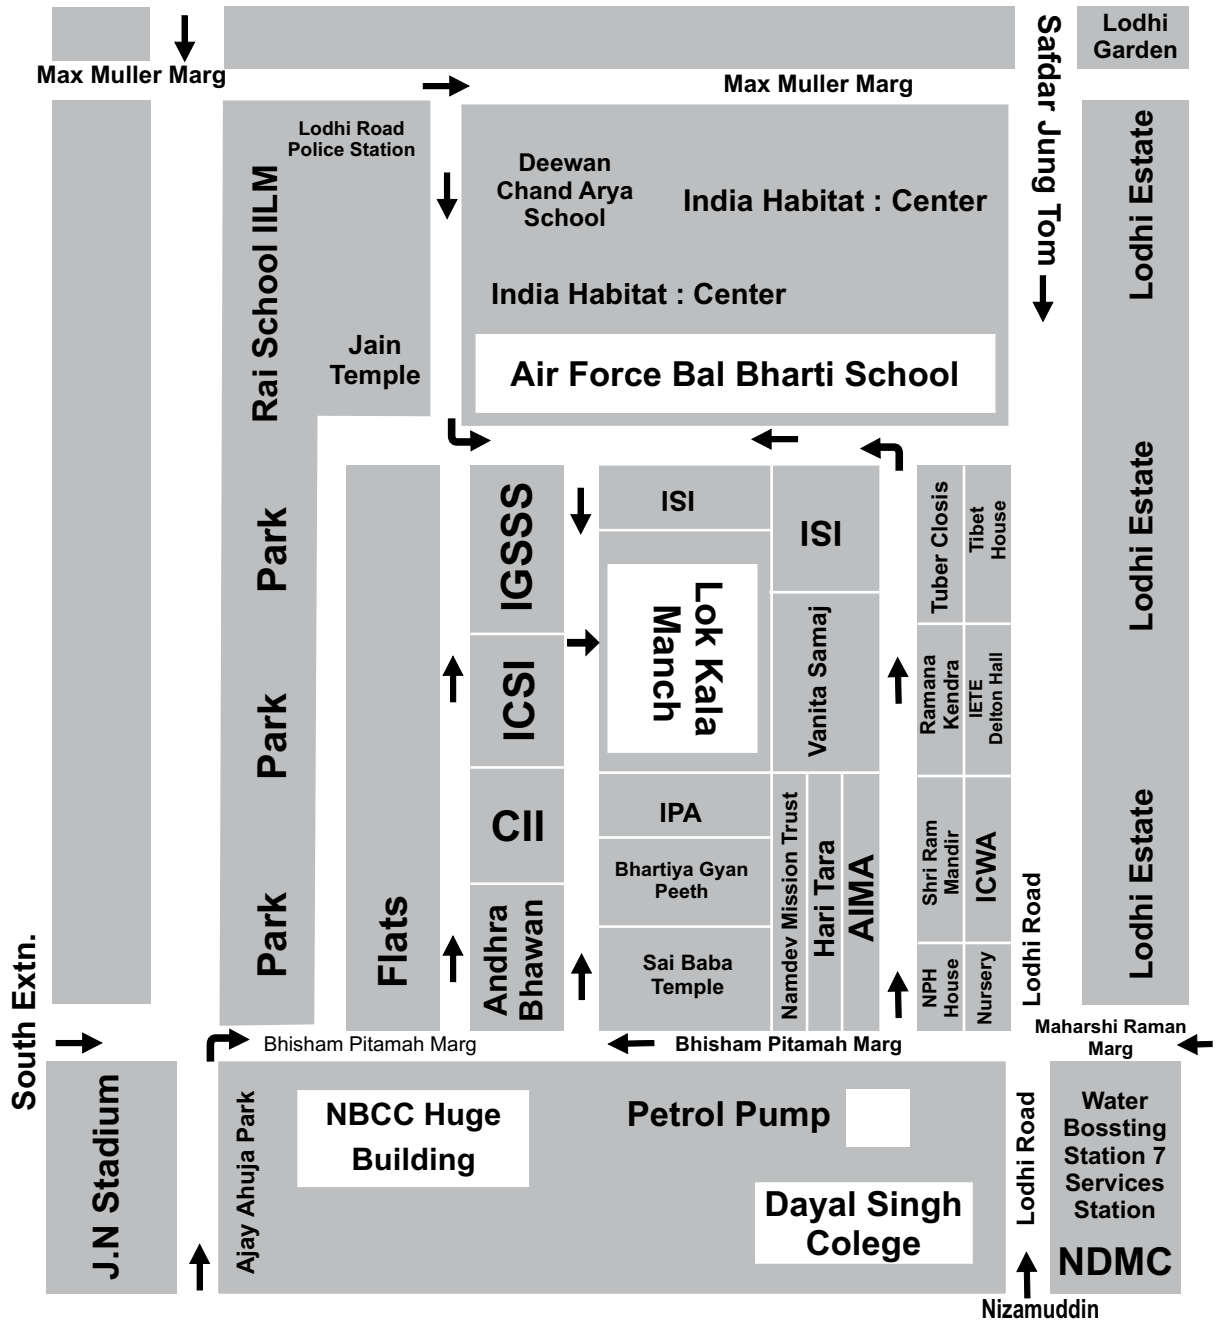 Lodhi
Garden
Safdar Jung Tom
Max Muller Marg
Max Muller Marg
Lodhi Road
Police Station
Rai School IILM
Jain
Temple
Deewan
Chand Arya
School
India Habitat : Center
India Habitat : Center
Air Force Bal Bharti School
Lodhi Estate
Lodhi Estate
Lodhi Estate
Park
Park
Park
Flats
IGSSS
ICSI
CII
Andhra
Bhawan
ISI
ISI
Lok Kala
Manch
Vanita Samaj
IPA
Bhartiya Gyan
Peeth
Sai Baba
Temple
Namdev Mission Trust
Hari Tara
AIMA
Tuber Closis
Tibet
House
Ramana
Kendra
IETE
Delton Hall
Shri Ram
Mandir
ICWA
NPH
House
Nursery
Lodhi Road
South Extn.
Bhisham Pitamah Marg
Bhisham Pitamah Marg
Maharshi Raman
Marg
J.N Stadium
Ajay Ahuja Park
NBCC Huge
Building
Petrol Pump
Dayal Singh
Colege
Lodhi Road
Water
Bossting
Station 7
Services
Station
NDMC
Nizamuddin